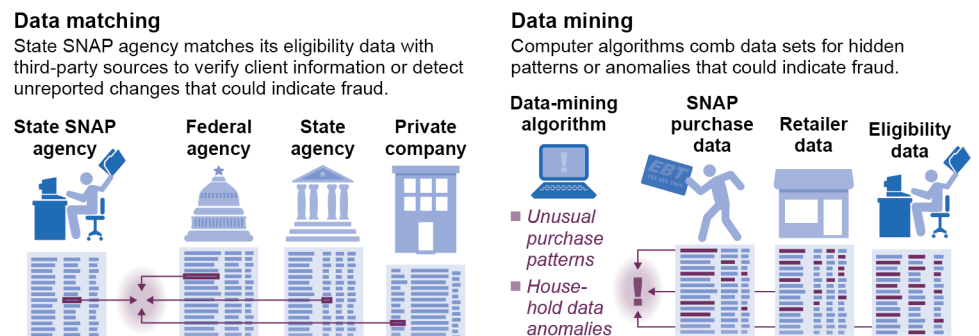 Data matching
State SNAP agency matches its eligibility data with
third-party sources to verify client information or detect
unreported changes that could indicate fraud.
State SNAP
agency
Federal
agency
State
agency
Private
company
Data mining
Computer algorithms comb data sets for hidden
patterns or anomalies that could indicate fraud.
Data-mining
algorithm
!
■ Unusual
purchase
patterns
■ House-
hold data
anomalies
SNAP
purchase
data
EBT
Retailer
data
Eligibility
data
!